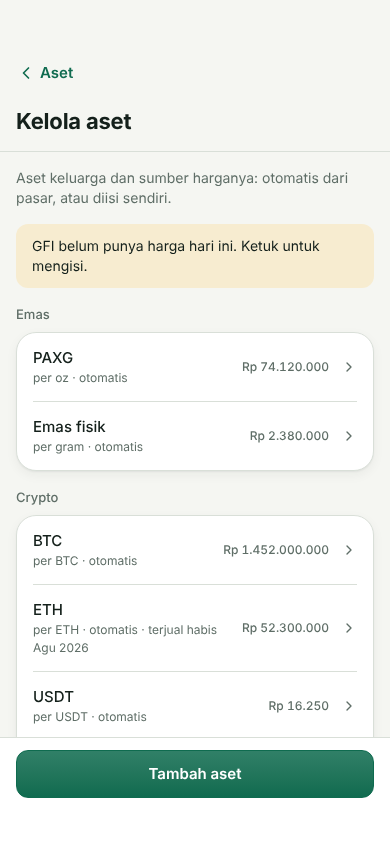 Aset
Kelola aset
Aset keluarga dan sumber harganya: otomatis dari
pasar, atau diisi sendiri.
GFI belum punya harga hari ini. Ketuk untuk
mengisi.
Emas
PAXG
Rp 74.120.000
per oz · otomatis
Emas fisik
Rp 2.380.000
per gram · otomatis
Crypto
BTC
Rp 1.452.000.000
per BTC · otomatis
ETH
per ETH · otomatis · terjual habis
Rp 52.300.000
Agu 2026
USDT
Rp 16.250
per USDT · otomatis
Tambah aset